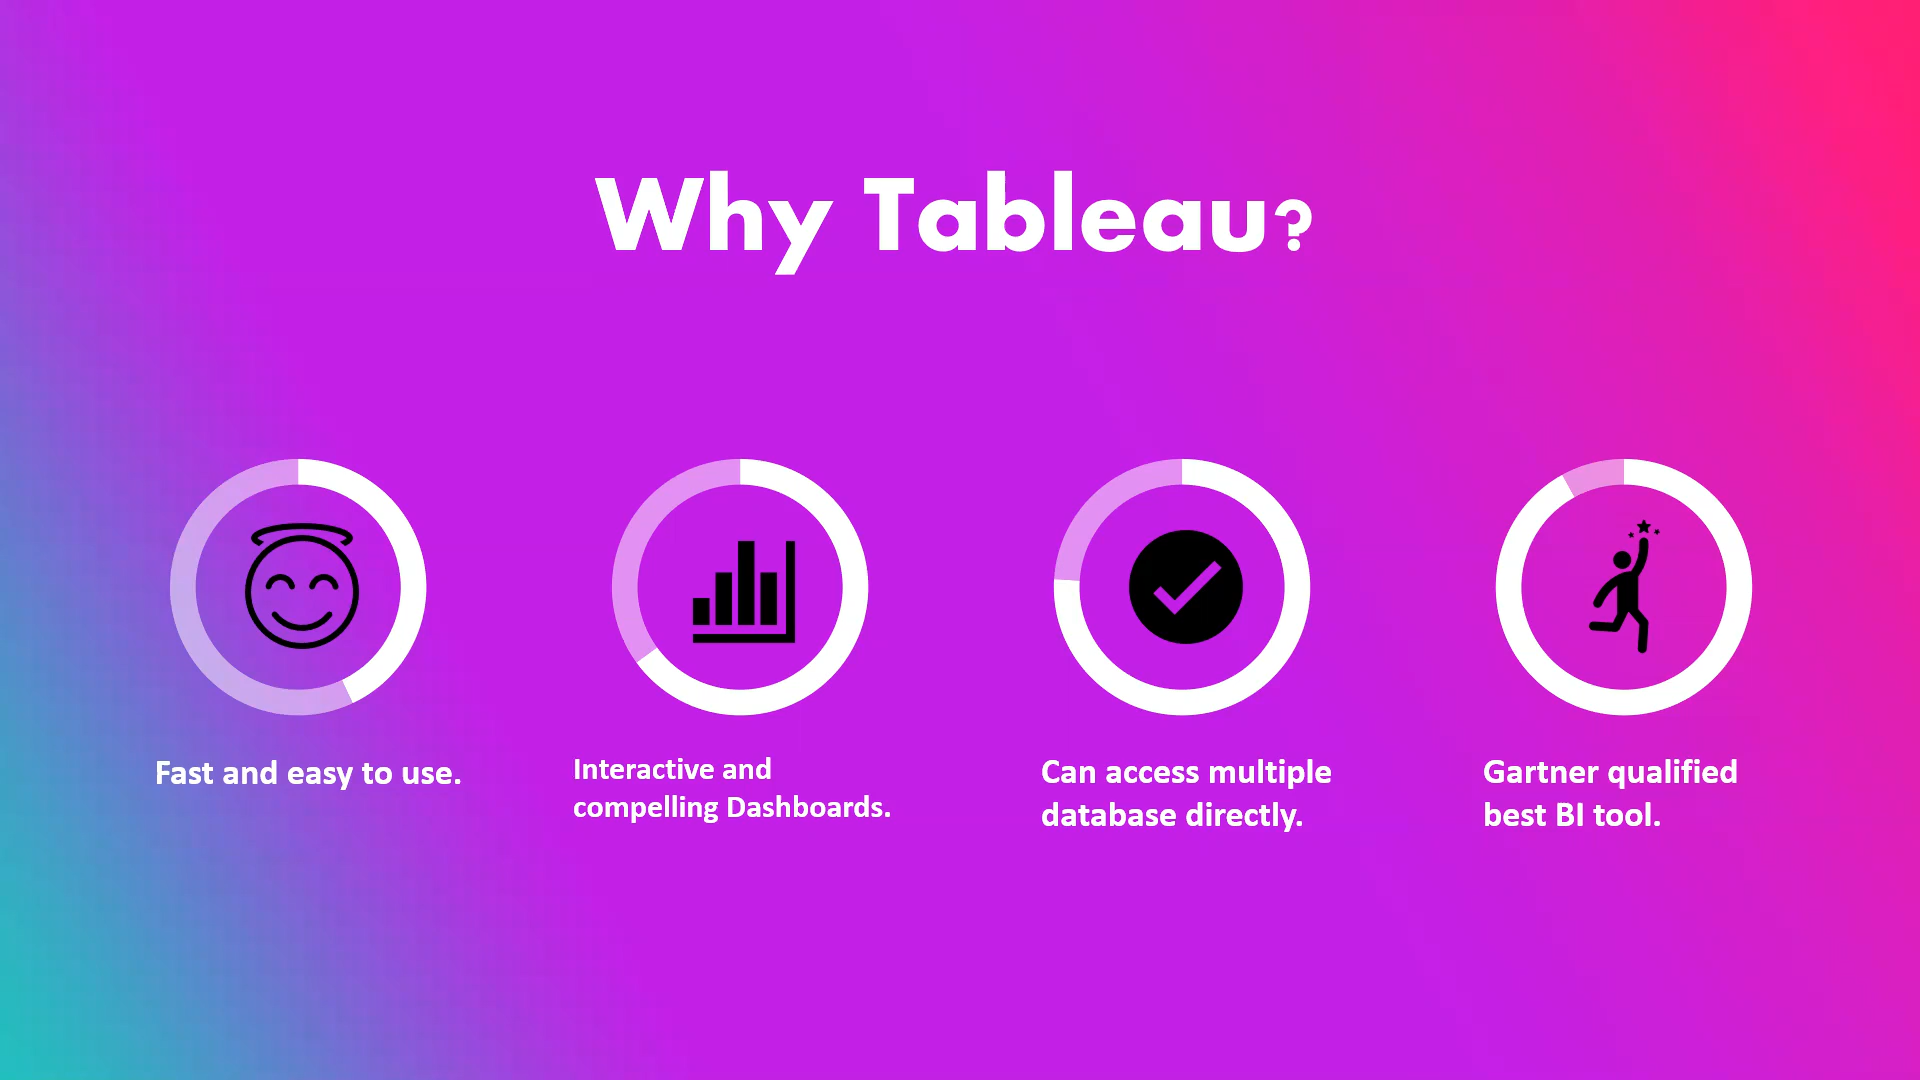 Why Tableau?
Fast and easy to use.
Interactive and
compelling Dashboards.
Can access multiple
database directly.
Gartner qualified
best BI tool.